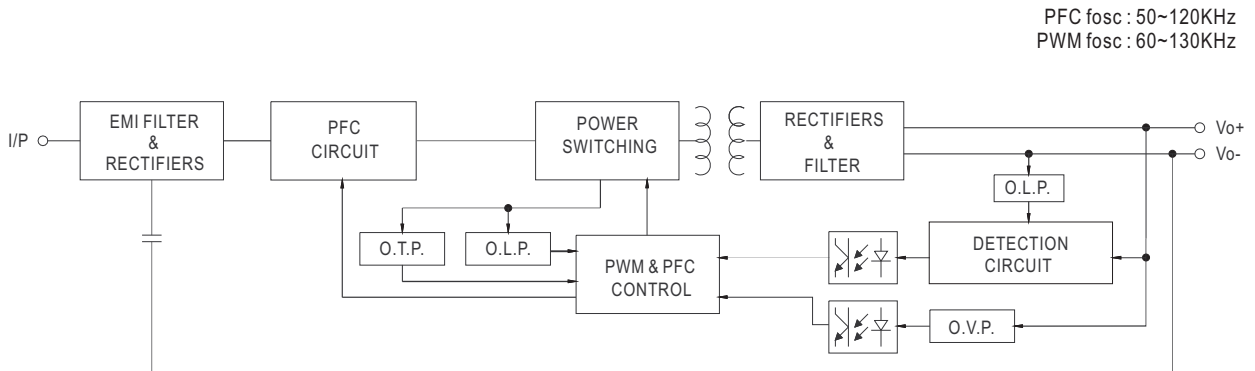 PFC fosc : 50~120KHz
PWM fosc : 60~130KHz
I/P
EMI FILTER
&
RECTIFIERS
PFC
CIRCUIT
POWER
SWITCHING
RECTIFIERS
&
FILTER
Vo+
Vo-
O.L.P.
O.T.P.
O.L.P.
PWM & PFC
CONTROL
DETECTION
CIRCUIT
O.V.P.